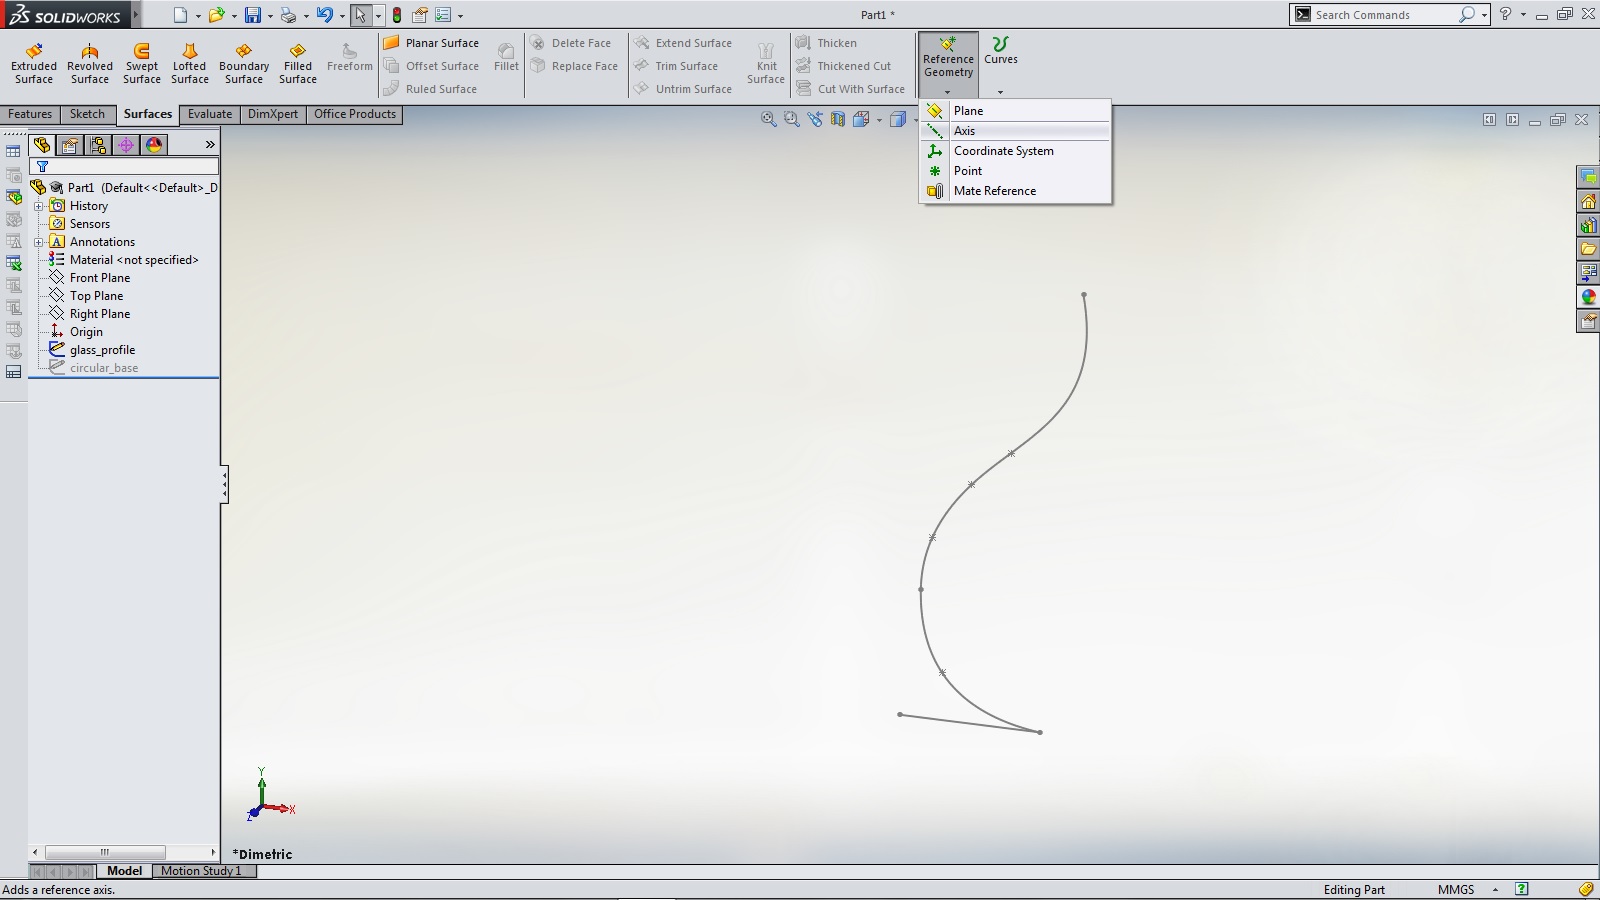 SOLIDWORKS
Part1 *
Search Commands
Extruded Surface
Revolved Surface
Swept Surface
Lofted Surface
Boundary Surface
Filled Surface
Freeform
Planar Surface
Offset Surface
Ruled Surface
Fillet
Delete Face
Replace Face
Extend Surface
Trim Surface
Untrim Surface
Knit Surface
Thicken
Thickened Cut
Cut With Surface
Reference Geometry
Curves
Features
Sketch
Surfaces
Evaluate
DimXpert
Office Products
Plane
Axis
Coordinate System
Point
Mate Reference
Part1 (Default<<Default>_D
History
Sensors
Annotations
Material <not specified>
Front Plane
Top Plane
Right Plane
Origin
glass_profile
circular_base
Y
X
Z
*Dimetric
Model
Motion Study 1
Adds a reference axis.
Editing Part
MMGS